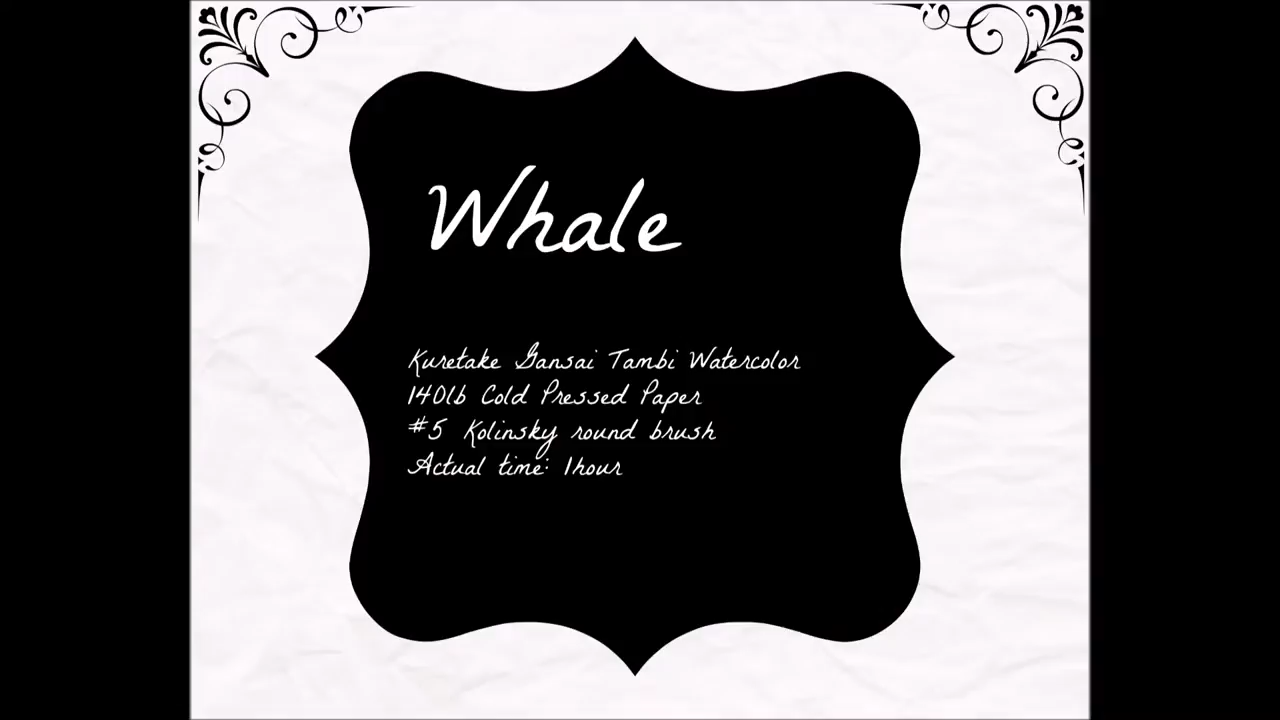 Whale
Kuretake Gansai Tambi Watercolor
140lb Cold Pressed Paper
#5 Kolinsky round brush
Actual time: 1hour